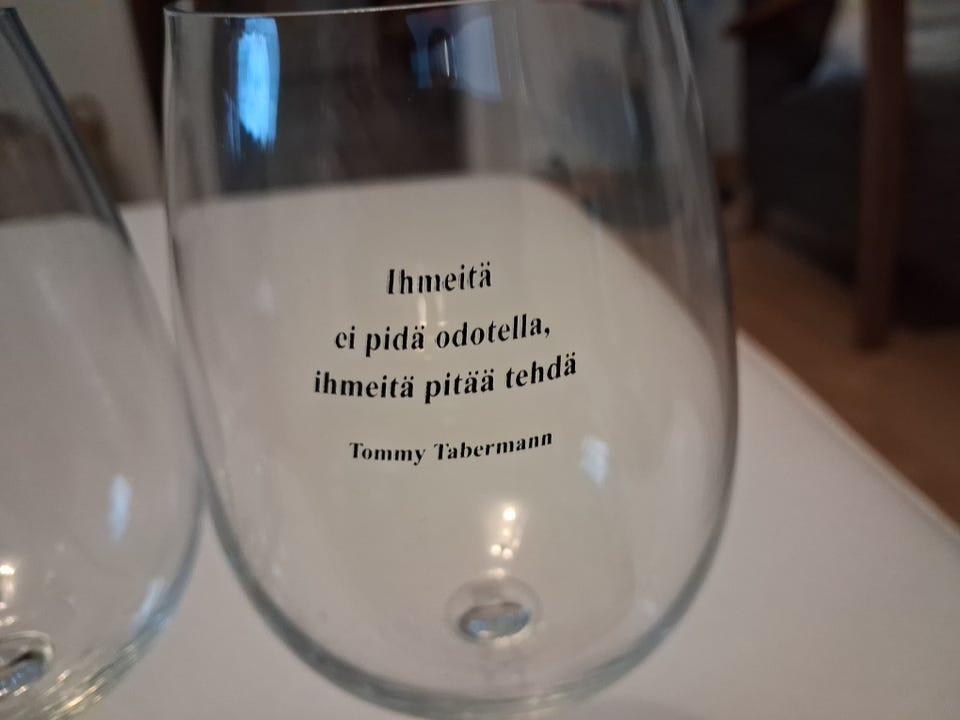 Ihmeitä
ei pidä odotella,
ihmeitä pitää tehdä
Tommy Tabermann